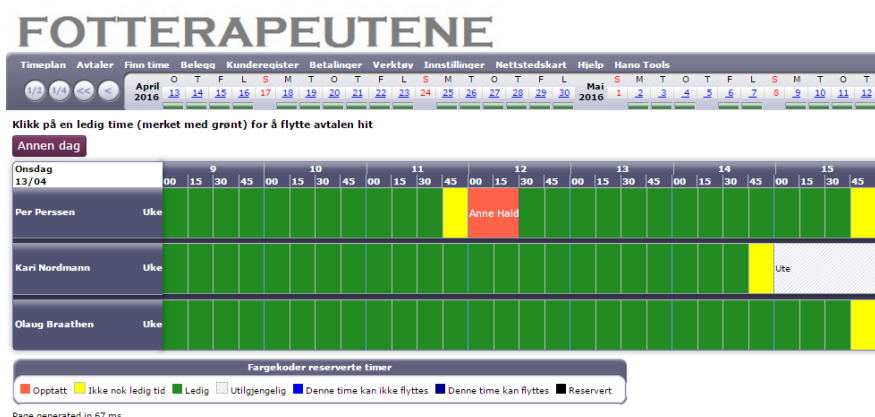 FOTTERAPEUTENE
Timeplan Avtaler Finn time Belegg Kunderegister Betalinger Verktøy Innstillinger Nettstedskart Hjelp Hano Tools
O T F L S M T O T F L S M T O T F L S M T O T F L S M T O T
1/2 1/4 << < April 2016 13 14 15 16 17 18 19 20 21 22 23 24 25 26 27 28 29 30 Mai 2016 1 2 3 4 5 6 7 8 9 10 11 12
Klikk på en ledig time (merket med grønt) for å flytte avtalen hit
Annen dag
Onsdag 9 10 11 12 13 14 15
13/04 00 15 30 45 00 15 30 45 00 15 30 45 00 15 30 45 00 15 30 45 00 15 30 45 00 15 30 45
Per Perssen Uke Anne Hald
Kari Nordmann Uke Ute
Olaug Braathen Uke
Fargekoder reserverte timer
Opptatt Ikke nok ledig tid Ledig Utilgjengelig Denne time kan ikke flyttes Denne time kan flyttes Reservert
Page generated in 67 ms